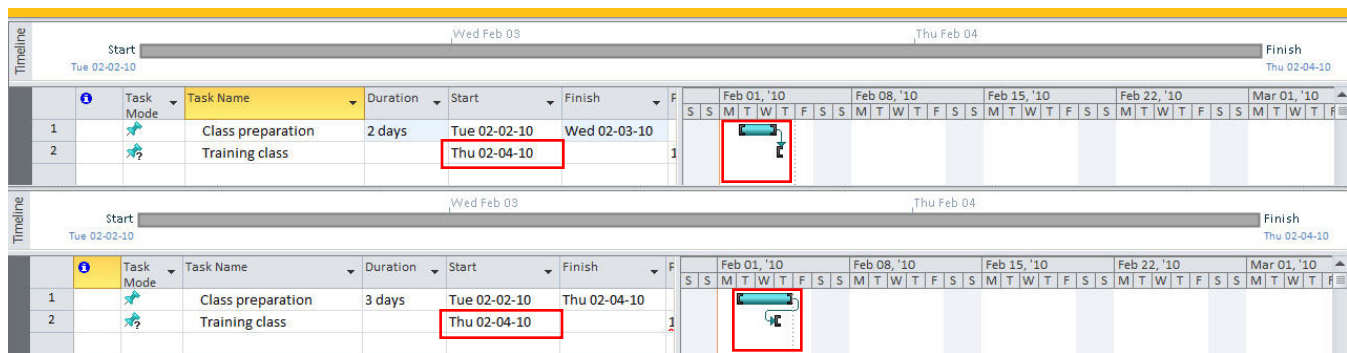 Timeline
Wed Feb 03 Thu Feb 04
Start Finish
Tue 02-02-10 Thu 02-04-10
Task Mode Task Name Duration Start Finish P Feb 01, '10 Feb 08, '10 Feb 15, '10 Feb 22, '10 Mar 01, '10
S S M T W T F S S M T W T F S S M T W T F S S M T W T F S S M T W T F
1 Class preparation 2 days Tue 02-02-10 Wed 02-03-10
2 Training class Thu 02-04-10 1
Timeline
Wed Feb 03 Thu Feb 04
Start Finish
Tue 02-02-10 Thu 02-04-10
Task Mode Task Name Duration Start Finish P Feb 01, '10 Feb 08, '10 Feb 15, '10 Feb 22, '10 Mar 01, '10
S S M T W T F S S M T W T F S S M T W T F S S M T W T F S S M T W T F
1 Class preparation 3 days Tue 02-02-10 Thu 02-04-10
2 Training class Thu 02-04-10 1